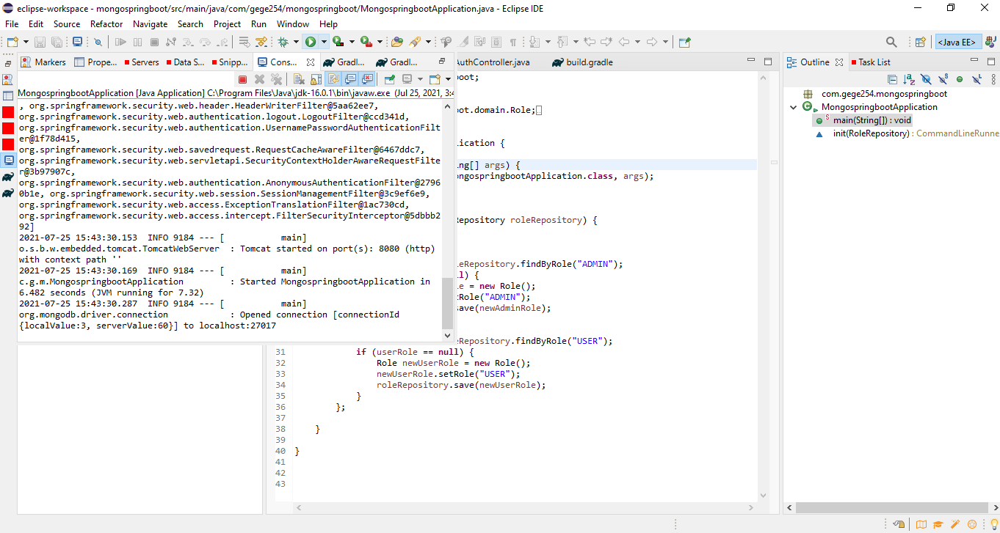 eclipse-workspace - mongospringboot/src/main/java/com/gege254/mongospringboot/MongospringbootApplication.java - Eclipse IDE
File Edit Source Refactor Navigate Search Project Run Window Help
<Java EE>
Markers Prope... Servers Data S... Snipp... Cons... Gradl... Gradl...
MongospringbootApplication [Java Application] C:\Program Files\Java\jdk-16.0.1\bin\javaw.exe (Jul 25, 2021, 3:4
, org.springframework.security.web.header.HeaderWriterFilter@5aa62ee7,
org.springframework.security.web.authentication.logout.LogoutFilter@ccd341d,
org.springframework.security.web.authentication.UsernamePasswordAuthenticationFilt
er@1f78d415,
org.springframework.security.web.savedrequest.RequestCacheAwareFilter@6467ddc7,
org.springframework.security.web.servletapi.SecurityContextHolderAwareRequestFilte
r@3b97907c,
org.springframework.security.web.authentication.AnonymousAuthenticationFilter@2796
0b1e, org.springframework.security.web.session.SessionManagementFilter@3c9ef6e9,
org.springframework.security.web.access.ExceptionTranslationFilter@1ac730cd,
org.springframework.security.web.access.intercept.FilterSecurityInterceptor@5dbbb2
92]
2021-07-25 15:43:30.153  INFO 9184 --- [           main]
o.s.b.w.embedded.tomcat.TomcatWebServer  : Tomcat started on port(s): 8080 (http)
with context path ''
2021-07-25 15:43:30.169  INFO 9184 --- [           main]
c.g.m.MongospringbootApplication         : Started MongospringbootApplication in
6.482 seconds (JVM running for 7.32)
2021-07-25 15:43:30.287  INFO 9184 --- [           main]
org.mongodb.driver.connection            : Opened connection [connectionId
{localValue:3, serverValue:60}] to localhost:27017
AuthController.java build.gradle
oot;
oot.domain.Role;
lication {
ng[] args) {
ongospringbootApplication.class, args);
Repository roleRepository) {
leRepository.findByRole("ADMIN");
ll) {
le = new Role();
tRole("ADMIN");
save(newAdminRole);
leRepository.findByRole("USER");
31 if (userRole == null) {
32 Role newUserRole = new Role();
33 newUserRole.setRole("USER");
34 roleRepository.save(newUserRole);
35 }
36 };
37
38 }
39
40 }
41
42
43
Outline Task List
com.gege254.mongospringboot
MongospringbootApplication
main(String[]) : void
init(RoleRepository) : CommandLineRunne